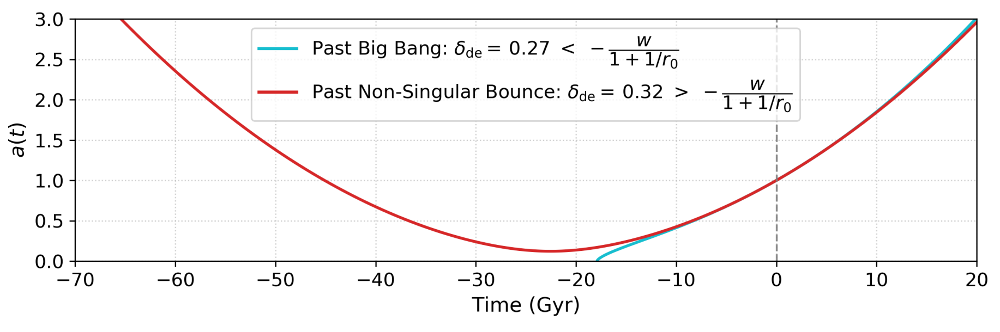 3.0
Past Big Bang: δ_de = 0.27 < − w/(1 + 1/r₀)
2.5
Past Non-Singular Bounce: δ_de = 0.32 > − w/(1 + 1/r₀)
2.0
1.5
1.0
0.5
0.0
a(t)
−70 −60 −50 −40 −30 −20 −10 0 10 20
Time (Gyr)